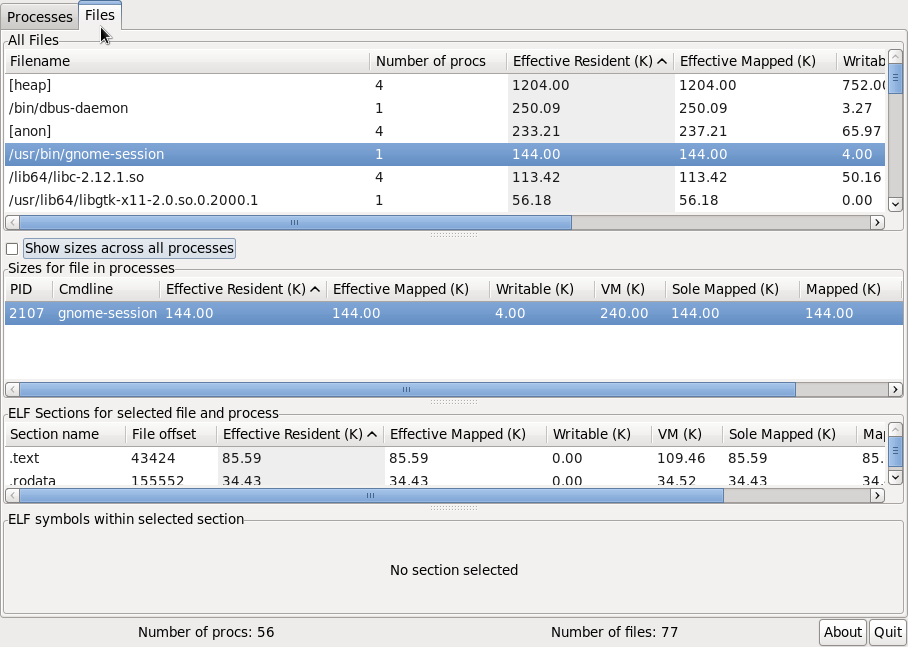 Processes Files
All Files
Filename Number of procs Effective Resident (K) Effective Mapped (K) Writab
[heap] 4 1204.00 1204.00 752.0
/bin/dbus-daemon 1 250.09 250.09 3.27
[anon] 4 233.21 237.21 65.97
/usr/bin/gnome-session 1 144.00 144.00 4.00
/lib64/libc-2.12.1.so 4 113.42 113.42 50.16
/usr/lib64/libgtk-x11-2.0.so.0.2000.1 1 56.18 56.18 0.00
Show sizes across all processes
Sizes for file in processes
PID Cmdline Effective Resident (K) Effective Mapped (K) Writable (K) VM (K) Sole Mapped (K) Mapped (K)
2107 gnome-session 144.00 144.00 4.00 240.00 144.00 144.00
ELF Sections for selected file and process
Section name File offset Effective Resident (K) Effective Mapped (K) Writable (K) VM (K) Sole Mapped (K) Map
.text 43424 85.59 85.59 0.00 109.46 85.59 85.
.rodata 155552 34.43 34.43 0.00 34.52 34.43 34.
ELF symbols within selected section
No section selected
Number of procs: 56 Number of files: 77 About Quit